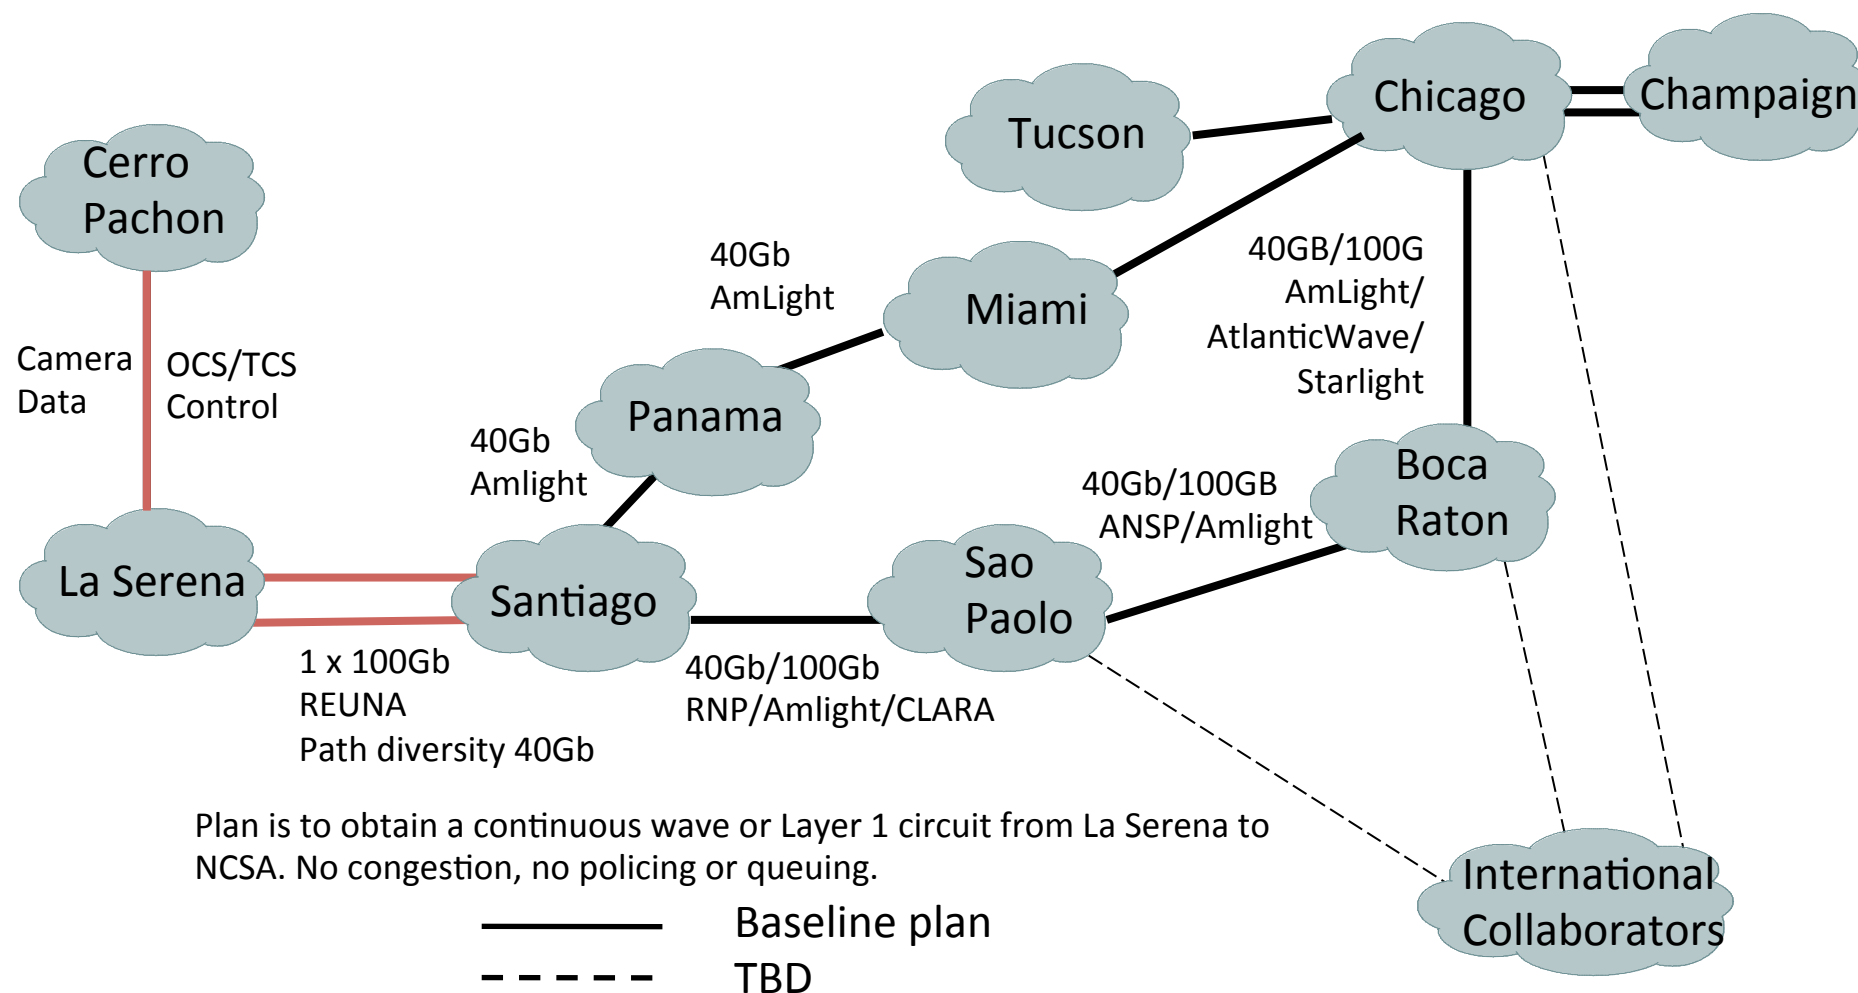 Chicago
Champaign
Tucson
Cerro
Pachon
40Gb
AmLight
Miami
40GB/100G
AmLight/
AtlanticWave/
Starlight
Camera
Data
OCS/TCS
Control
Panama
40Gb
Amlight
Boca
Raton
40Gb/100GB
ANSP/Amlight
La Serena
Santiago
Sao
Paolo
1 x 100Gb
REUNA
Path diversity 40Gb
40Gb/100Gb
RNP/Amlight/CLARA
Plan is to obtain a continuous wave or Layer 1 circuit from La Serena to
NCSA. No congestion, no policing or queuing.
International
Collaborators
Baseline plan
TBD